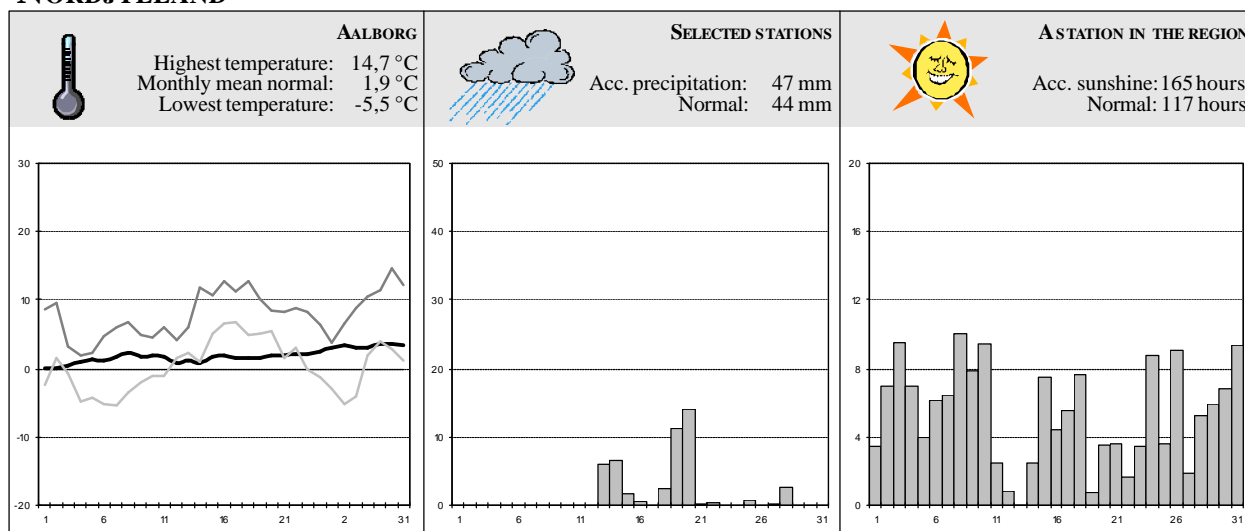 NORDJYLLAND
AALBORG
Highest temperature: 14,7 °C
Monthly mean normal: 1,9 °C
Lowest temperature: -5,5 °C
SELECTED STATIONS
Acc. precipitation: 47 mm
Normal: 44 mm
A STATION IN THE REGION
Acc. sunshine: 165 hours
Normal: 117 hours
30
20
10
0
-10
-20
1 6 11 16 21 2 31
50
40
30
20
10
0
1 6 11 16 21 26 31
20
16
12
8
4
0
1 6 11 16 21 26 31